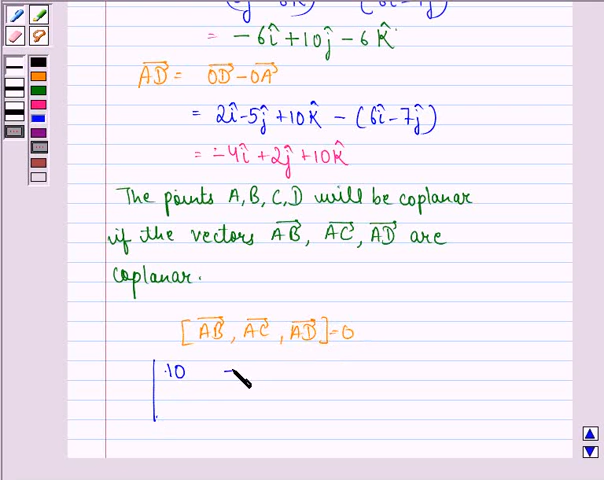 = -6î+10ĵ-6k̂
AD⃗ = OD⃗-OA⃗
= 2î-5ĵ+10k̂ - (6î-7ĵ)
= -4î+2ĵ+10k̂
The points A, B, C, D will be coplanar
if the vectors AB⃗, AC⃗, AD⃗ are
coplanar.
[AB⃗, AC⃗, AD⃗]=0
| 10 -